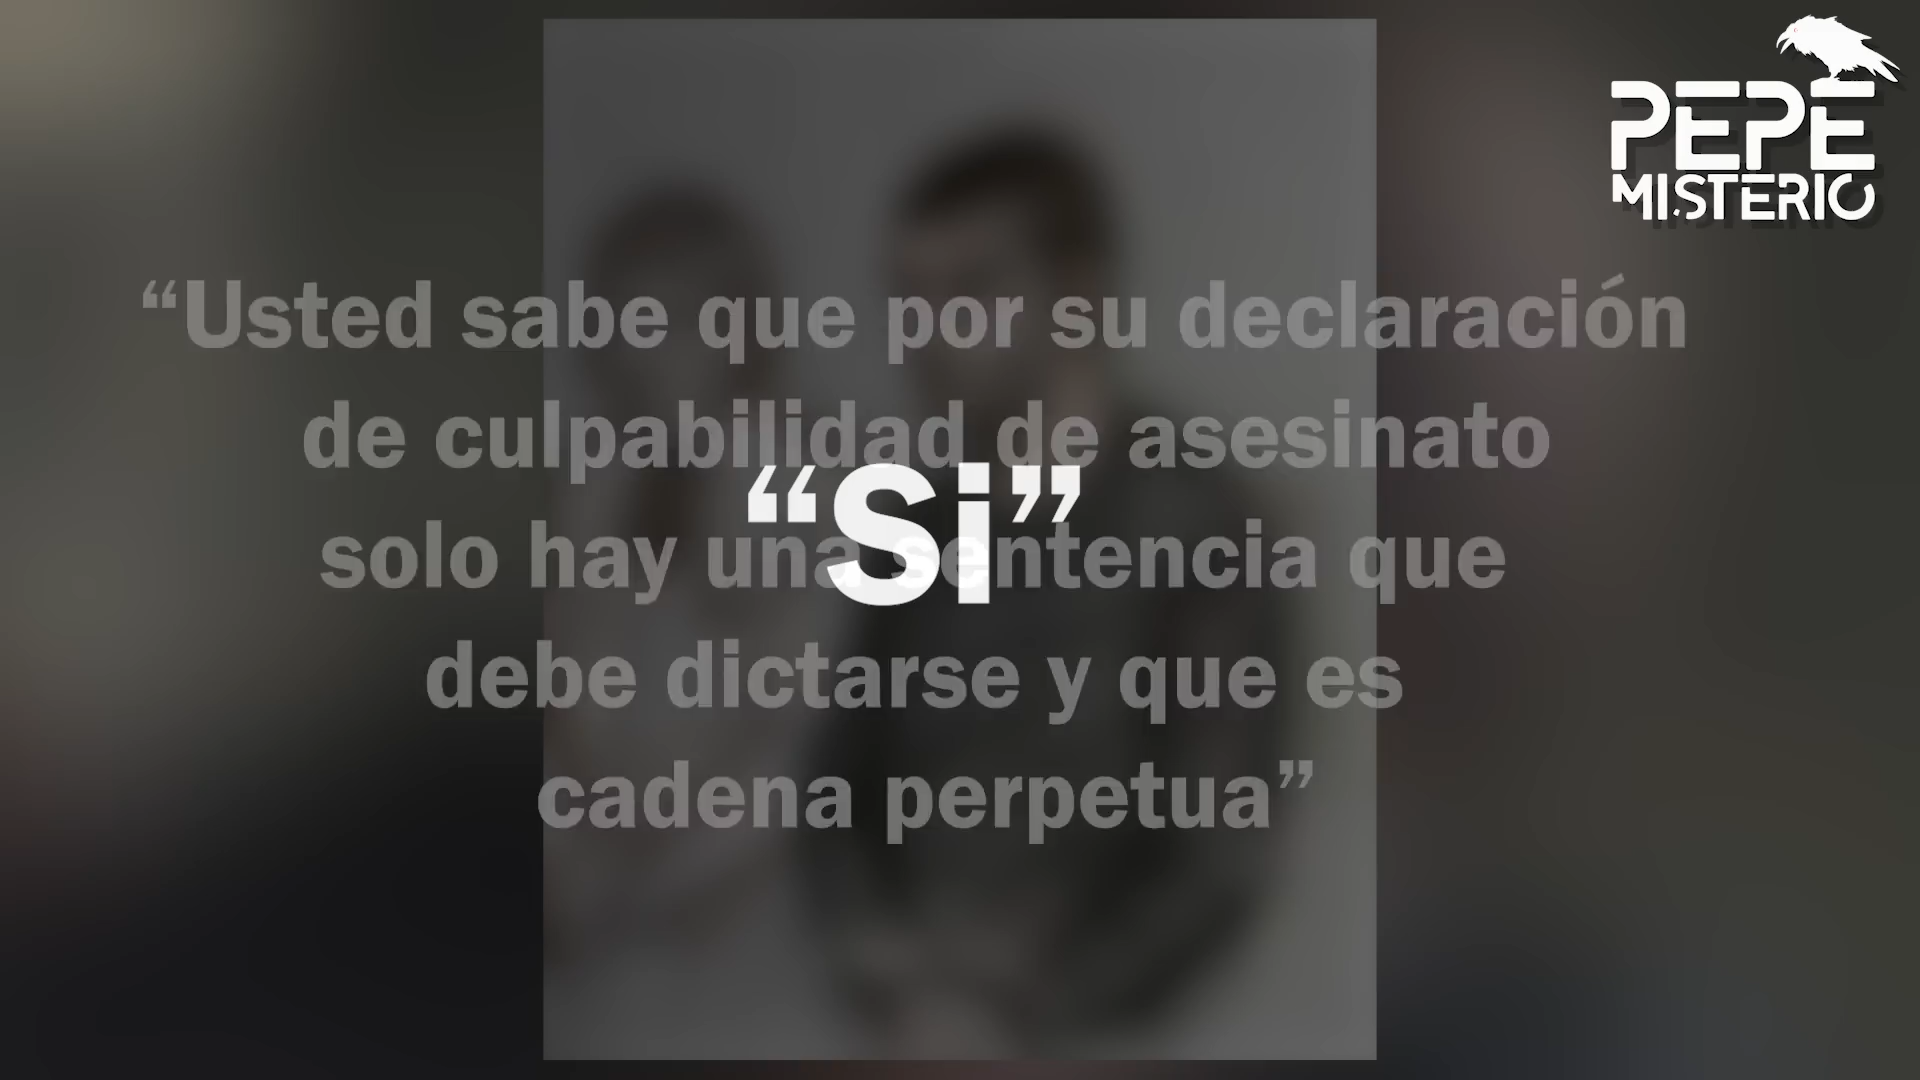 PEPE
MISTERIO
“Usted sabe que por su declaración
de culpabilidad de asesinato
“Si”
solo hay una sentencia que
debe dictarse y que es
cadena perpetua”